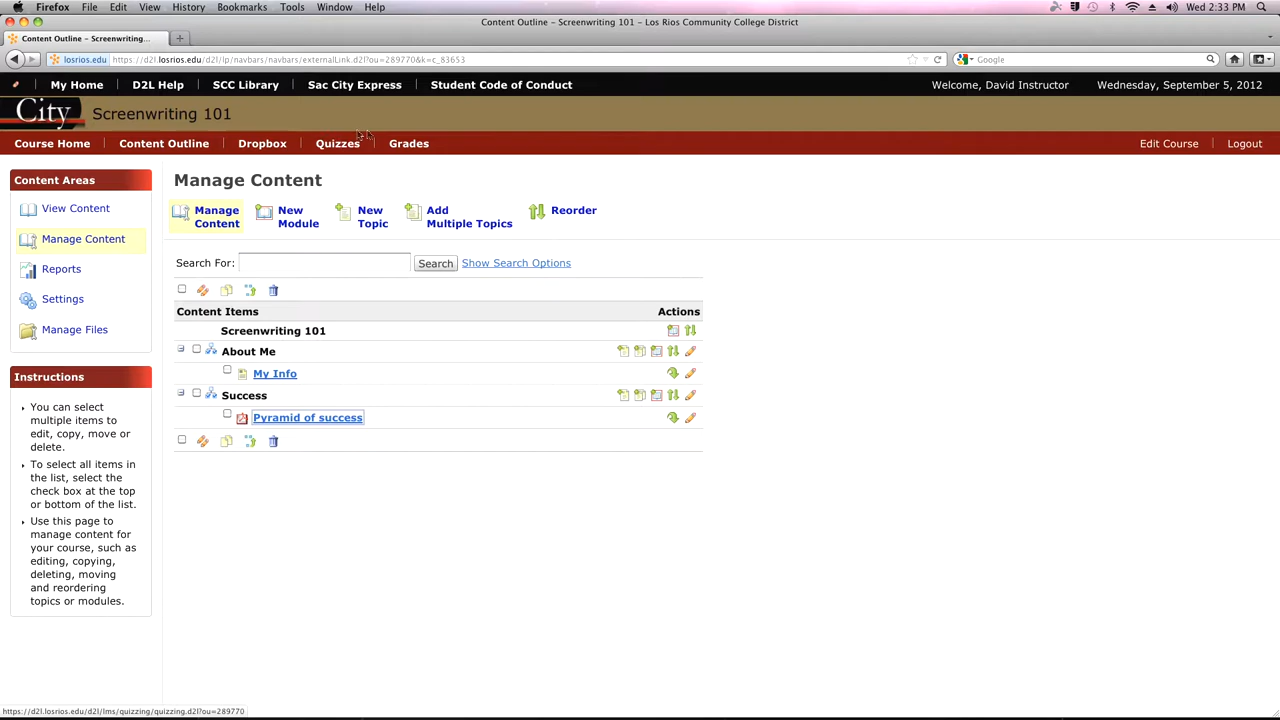 Firefox File Edit View History Bookmarks Tools Window Help Wed 2:33 PM
Content Outline – Screenwriting 101 – Los Rios Community College District
Content Outline – Screenwriting...
losrios.edu https://d2l.losrios.edu/d2l/lp/navbars/navbars/externalLink.d2l?ou=289770&k=c_83653 Google
My Home D2L Help SCC Library Sac City Express Student Code of Conduct Welcome, David Instructor Wednesday, September 5, 2012
City Screenwriting 101
Course Home Content Outline Dropbox Quizzes Grades Edit Course Logout
Content Areas
View Content
Manage Content
Reports
Settings
Manage Files
Instructions
You can select
multiple items to
edit, copy, move or
delete.
To select all items in
the list, select the
check box at the top
or bottom of the list.
Use this page to
manage content for
your course, such as
editing, copying,
deleting, moving
and reordering
topics or modules.
Manage Content
Manage
Content
New
Module
New
Topic
Add
Multiple Topics
Reorder
Search For: Search Show Search Options
Content Items Actions
Screenwriting 101
About Me
My Info
Success
Pyramid of success
https://d2l.losrios.edu/d2l/lms/quizzing/quizzing.d2l?ou=289770